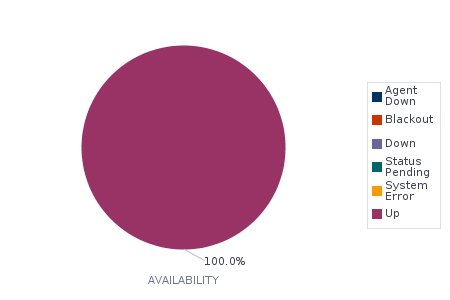 Agent
Down
Blackout
Down
Status
Pending
System
Error
Up
100.0%
AVAILABILITY